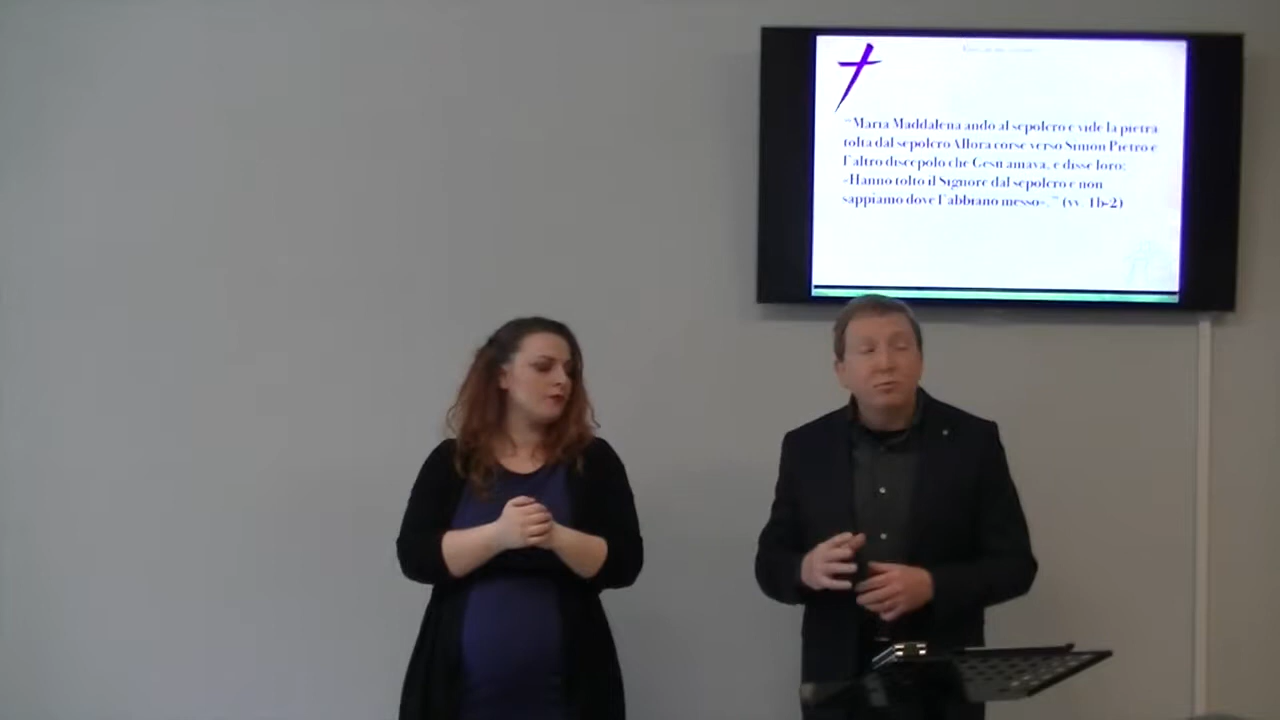 "Maria Maddalena andò al sepolcro e vide la pietra
tolta dal sepolcro Allora corse verso Simon Pietro e
l'altro discepolo che Gesù amava, e disse loro:
«Hanno tolto il Signore dal sepolcro e non
sappiamo dove l'abbiano messo»." (vv. 1b-2)